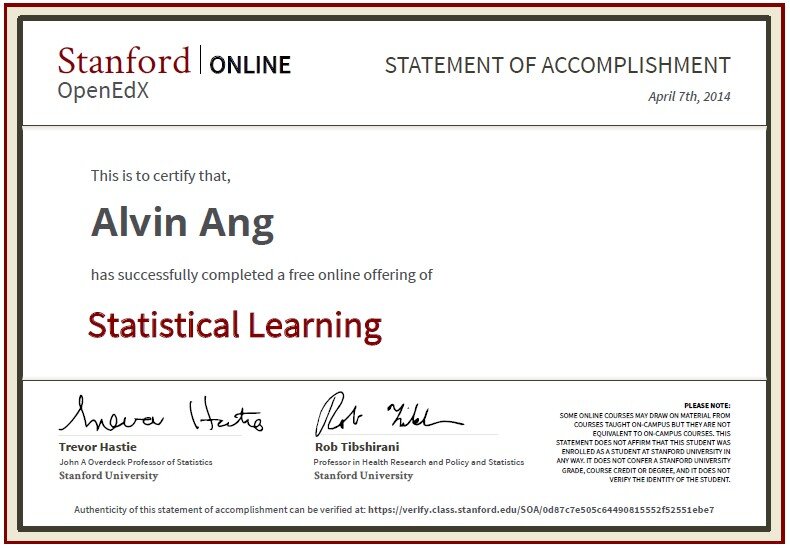 Stanford | ONLINE
OpenEdX
STATEMENT OF ACCOMPLISHMENT
April 7th, 2014
This is to certify that,
Alvin Ang
has successfully completed a free online offering of
Statistical Learning
Trevor Hastie
John A Overdeck Professor of Statistics
Stanford University
Rob Tibshirani
Professor in Health Research and Policy and Statistics
Stanford University
PLEASE NOTE:
SOME ONLINE COURSES MAY DRAW ON MATERIAL FROM
COURSES TAUGHT ON-CAMPUS BUT THEY ARE NOT
EQUIVALENT TO ON-CAMPUS COURSES. THIS
STATEMENT DOES NOT AFFIRM THAT THIS STUDENT WAS
ENROLLED AS A STUDENT AT STANFORD UNIVERSITY IN
ANY WAY. IT DOES NOT CONFER A STANFORD UNIVERSITY
GRADE, COURSE CREDIT OR DEGREE, AND IT DOES NOT
VERIFY THE IDENTITY OF THE STUDENT.
Authenticity of this statement of accomplishment can be verified at: https://verify.class.stanford.edu/SOA/0d87c7e505c64490815552f52551ebe7